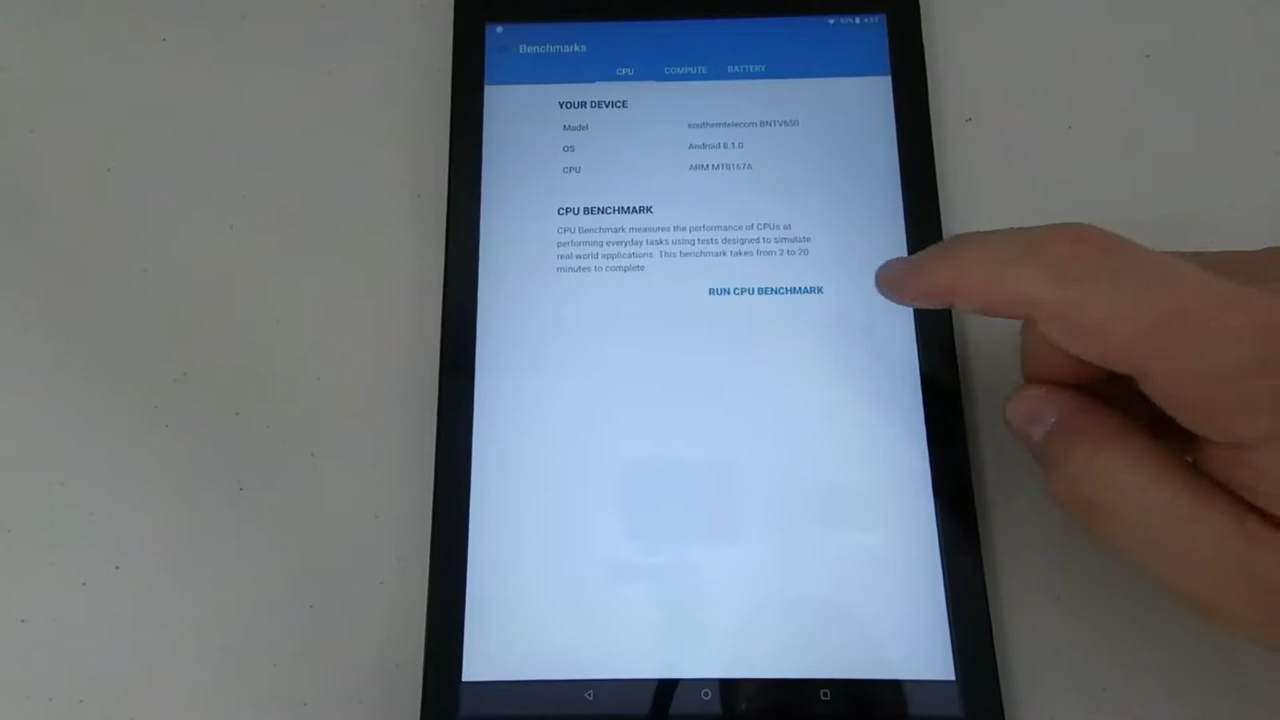 Benchmarks
CPU COMPUTE BATTERY
YOUR DEVICE
Model southerntelecom BNTV650
OS Android 8.1.0
CPU ARM MT8167A
CPU BENCHMARK
CPU Benchmark measures the performance of CPUs at
performing everyday tasks using tests designed to simulate
real-world applications. This benchmark takes from 2 to 20
minutes to complete
RUN CPU BENCHMARK